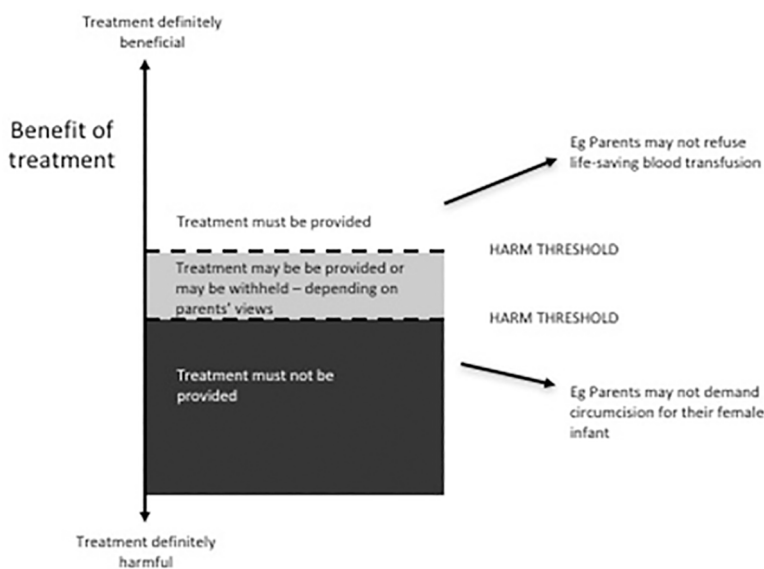 Treatment definitely
beneficial
Benefit of
treatment
Eg Parents may not refuse
life-saving blood transfusion
Treatment must be provided
HARM THRESHOLD
Treatment may be be provided or
may be withheld – depending on
parents' views
HARM THRESHOLD
Treatment must not be
provided
Eg Parents may not demand
circumcision for their female
infant
Treatment definitely
harmful